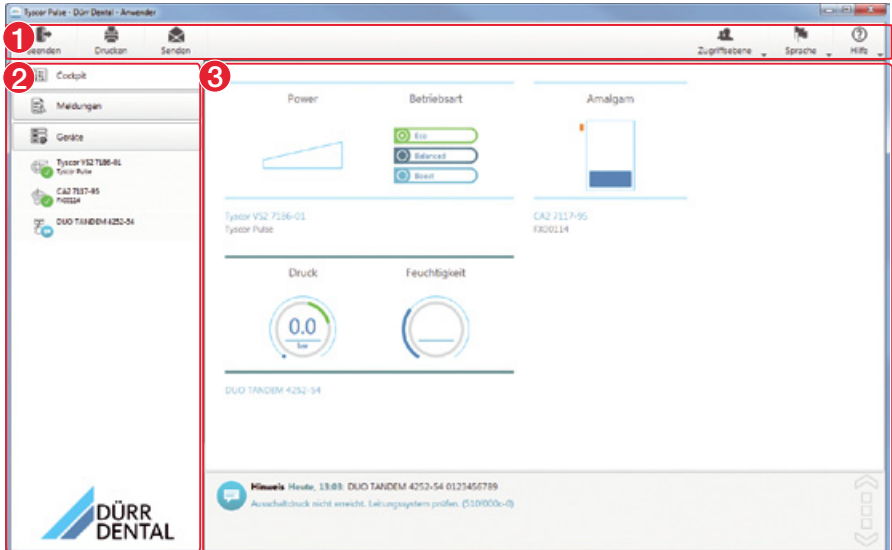 Tyscor Pulse - Dürr Dental - Anwender
1
Beenden
Drucken
Senden
Zugriffsebene
Sprache
Hilfe
2
Cockpit
Meldungen
Geräte
Tyscor VS2 7186-01
Tyscor Pulse
CA2 7117-95
FX00114
DUO TANDEM 4252-54
DÜRR
DENTAL
3
Power
Betriebsart
Amalgam
Eco
Balanced
Boost
Tyscor VS2 7186-01
Tyscor Pulse
CA2 7117-95
FX00114
Druck
Feuchtigkeit
0.0
bar
DUO TANDEM 4252-54
Hinweis Heute, 13:03: DUO TANDEM 4252-54 0123456789
Ausschaltdruck nicht erreicht. Leitungssystem prüfen. (510f000c-0)